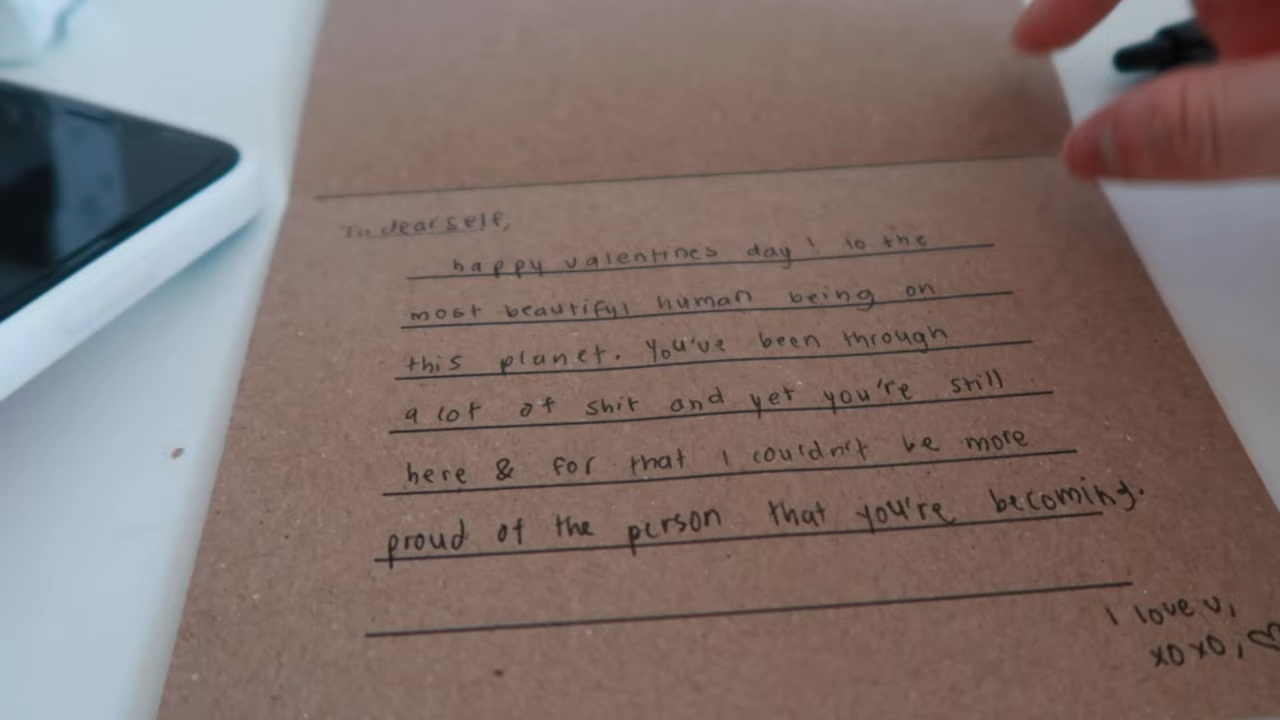 To dear self,
happy valentines day! to the
most beautiful human being on
this planet. You've been through
a lot of shit and yet you're still
here & for that I couldn't be more
proud of the person that you're becoming.
I love u,
xoxo, ♡